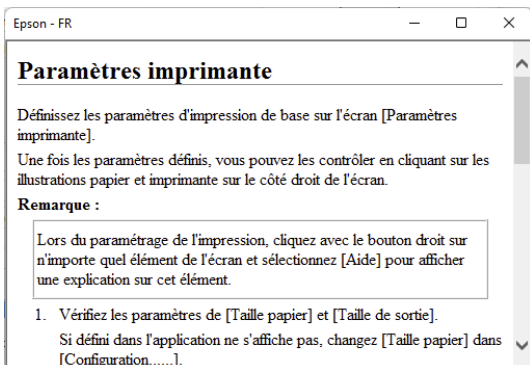 Epson - FR
Paramètres imprimante
Définissez les paramètres d'impression de base sur l'écran [Paramètres
imprimante].
Une fois les paramètres définis, vous pouvez les contrôler en cliquant sur les
illustrations papier et imprimante sur le côté droit de l'écran.
Remarque :
Lors du paramétrage de l'impression, cliquez avec le bouton droit sur
n'importe quel élément de l'écran et sélectionnez [Aide] pour afficher
une explication sur cet élément.
1. Vérifiez les paramètres de [Taille papier] et [Taille de sortie].
Si défini dans l'application ne s'affiche pas, changez [Taille papier] dans
[Configuration......].